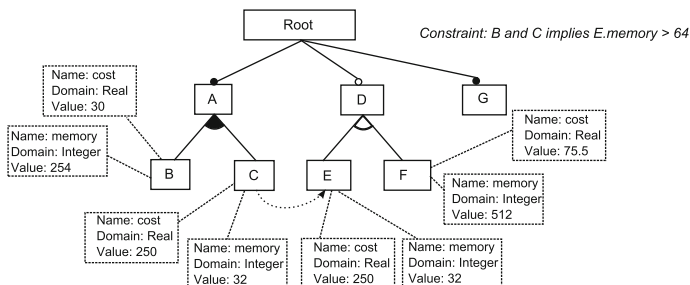 Root
Constraint: B and C implies E.memory > 64
Name: cost
Domain: Real
Value: 30
A
D
G
Name: memory
Domain: Integer
Value: 254
B
C
E
F
Name: cost
Domain: Real
Value: 75.5
Name: memory
Domain: Integer
Value: 512
Name: cost
Domain: Real
Value: 250
Name: memory
Domain: Integer
Value: 32
Name: cost
Domain: Real
Value: 250
Name: memory
Domain: Integer
Value: 32